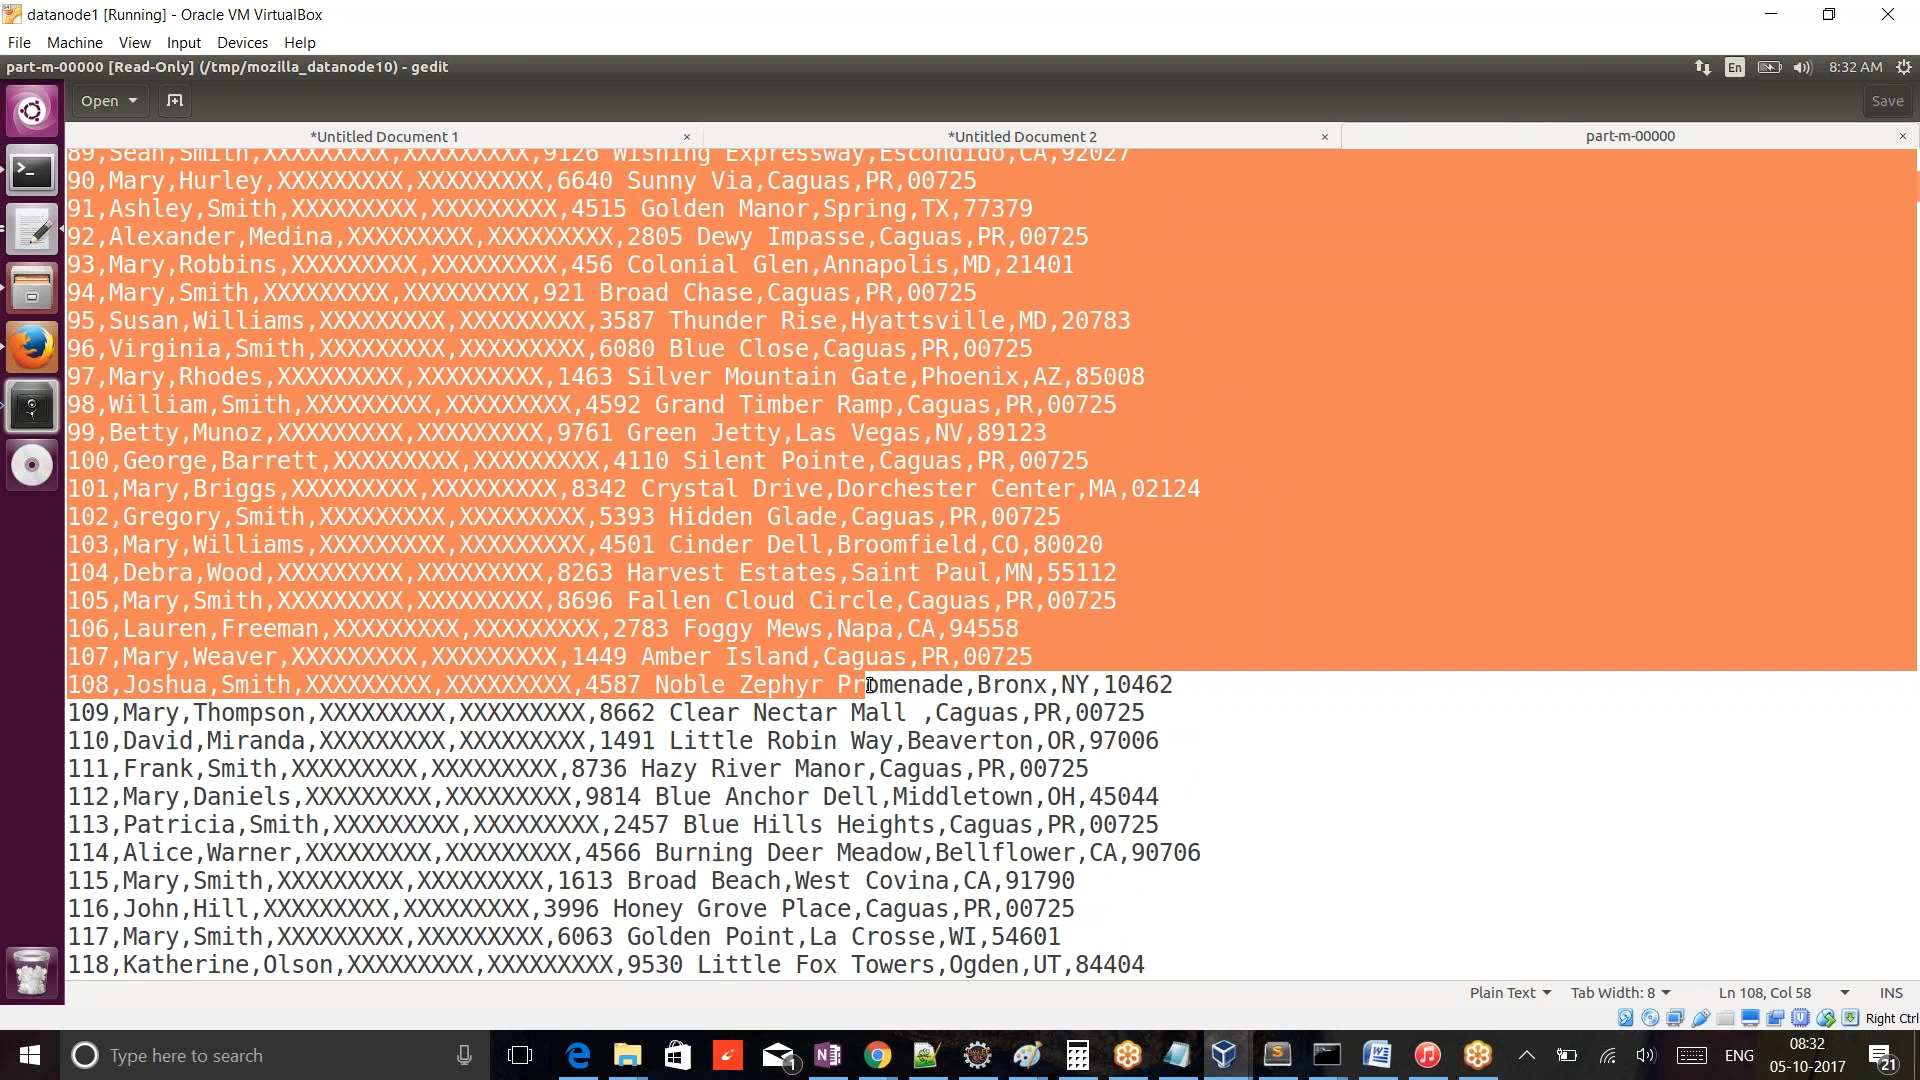 datanode1 [Running] - Oracle VM VirtualBox
File Machine View Input Devices Help
part-m-00000 [Read-Only] (/tmp/mozilla_datanode10) - gedit
En
8:32 AM
Open
Save
*Untitled Document 1 × *Untitled Document 2 × part-m-00000 ×
89,Sean,Smith,XXXXXXXXX,XXXXXXXXX,9126 Wishing Expressway,Escondido,CA,92027
90,Mary,Hurley,XXXXXXXXX,XXXXXXXXX,6640 Sunny Via,Caguas,PR,00725
91,Ashley,Smith,XXXXXXXXX,XXXXXXXXX,4515 Golden Manor,Spring,TX,77379
92,Alexander,Medina,XXXXXXXXX,XXXXXXXXX,2805 Dewy Impasse,Caguas,PR,00725
93,Mary,Robbins,XXXXXXXXX,XXXXXXXXX,456 Colonial Glen,Annapolis,MD,21401
94,Mary,Smith,XXXXXXXXX,XXXXXXXXX,921 Broad Chase,Caguas,PR,00725
95,Susan,Williams,XXXXXXXXX,XXXXXXXXX,3587 Thunder Rise,Hyattsville,MD,20783
96,Virginia,Smith,XXXXXXXXX,XXXXXXXXX,6080 Blue Close,Caguas,PR,00725
97,Mary,Rhodes,XXXXXXXXX,XXXXXXXXX,1463 Silver Mountain Gate,Phoenix,AZ,85008
98,William,Smith,XXXXXXXXX,XXXXXXXXX,4592 Grand Timber Ramp,Caguas,PR,00725
99,Betty,Munoz,XXXXXXXXX,XXXXXXXXX,9761 Green Jetty,Las Vegas,NV,89123
100,George,Barrett,XXXXXXXXX,XXXXXXXXX,4110 Silent Pointe,Caguas,PR,00725
101,Mary,Briggs,XXXXXXXXX,XXXXXXXXX,8342 Crystal Drive,Dorchester Center,MA,02124
102,Gregory,Smith,XXXXXXXXX,XXXXXXXXX,5393 Hidden Glade,Caguas,PR,00725
103,Mary,Williams,XXXXXXXXX,XXXXXXXXX,4501 Cinder Dell,Broomfield,CO,80020
104,Debra,Wood,XXXXXXXXX,XXXXXXXXX,8263 Harvest Estates,Saint Paul,MN,55112
105,Mary,Smith,XXXXXXXXX,XXXXXXXXX,8696 Fallen Cloud Circle,Caguas,PR,00725
106,Lauren,Freeman,XXXXXXXXX,XXXXXXXXX,2783 Foggy Mews,Napa,CA,94558
107,Mary,Weaver,XXXXXXXXX,XXXXXXXXX,1449 Amber Island,Caguas,PR,00725
108,Joshua,Smith,XXXXXXXXX,XXXXXXXXX,4587 Noble Zephyr Promenade,Bronx,NY,10462
109,Mary,Thompson,XXXXXXXXX,XXXXXXXXX,8662 Clear Nectar Mall ,Caguas,PR,00725
110,David,Miranda,XXXXXXXXX,XXXXXXXXX,1491 Little Robin Way,Beaverton,OR,97006
111,Frank,Smith,XXXXXXXXX,XXXXXXXXX,8736 Hazy River Manor,Caguas,PR,00725
112,Mary,Daniels,XXXXXXXXX,XXXXXXXXX,9814 Blue Anchor Dell,Middletown,OH,45044
113,Patricia,Smith,XXXXXXXXX,XXXXXXXXX,2457 Blue Hills Heights,Caguas,PR,00725
114,Alice,Warner,XXXXXXXXX,XXXXXXXXX,4566 Burning Deer Meadow,Bellflower,CA,90706
115,Mary,Smith,XXXXXXXXX,XXXXXXXXX,1613 Broad Beach,West Covina,CA,91790
116,John,Hill,XXXXXXXXX,XXXXXXXXX,3996 Honey Grove Place,Caguas,PR,00725
117,Mary,Smith,XXXXXXXXX,XXXXXXXXX,6063 Golden Point,La Crosse,WI,54601
118,Katherine,Olson,XXXXXXXXX,XXXXXXXXX,9530 Little Fox Towers,Ogden,UT,84404
Plain Text Tab Width: 8 Ln 108, Col 58 INS
Right Ctrl
Type here to search
1
ENG
08:32
05-10-2017
21